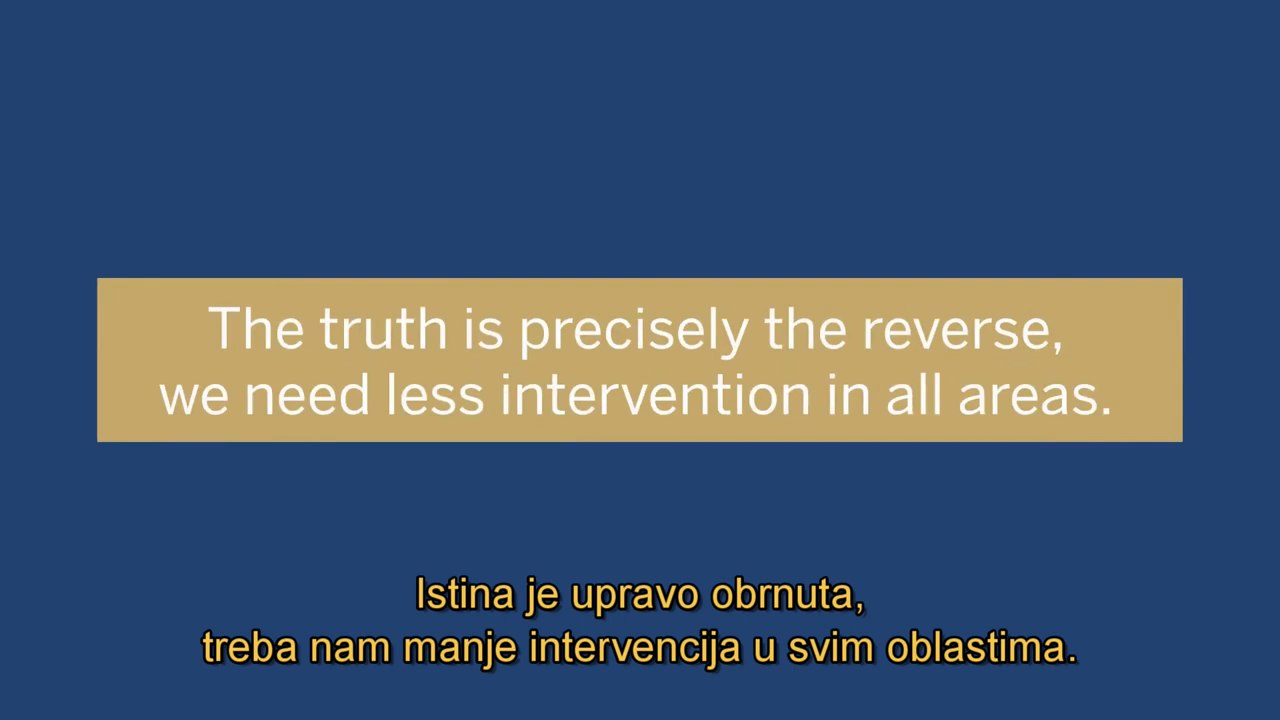 The truth is precisely the reverse,
we need less intervention in all areas.
Istina je upravo obrnuta,
treba nam manje intervencija u svim oblastima.